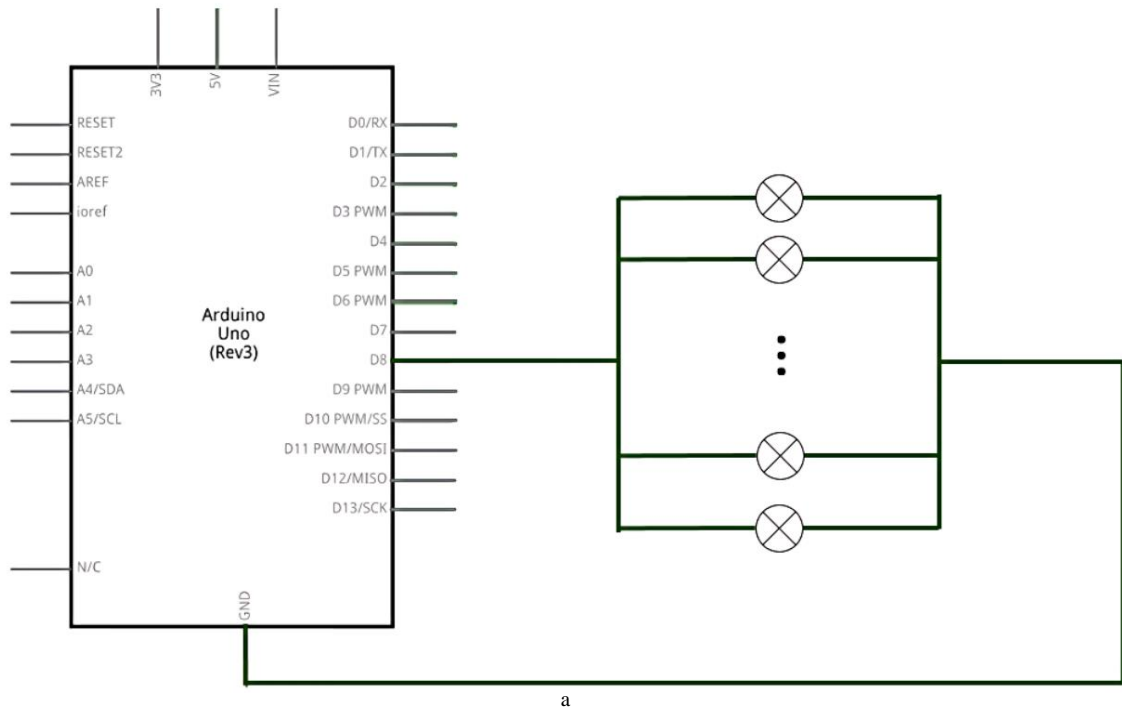 3V3
5V
VIN
RESET
RESET2
AREF
ioref
A0
A1
A2
A3
A4/SDA
A5/SCL
N/C
Arduino
Uno
(Rev3)
D0/RX
D1/TX
D2
D3 PWM
D4
D5 PWM
D6 PWM
D7
D8
D9 PWM
D10 PWM/SS
D11 PWM/MOSI
D12/MISO
D13/SCK
GND
a